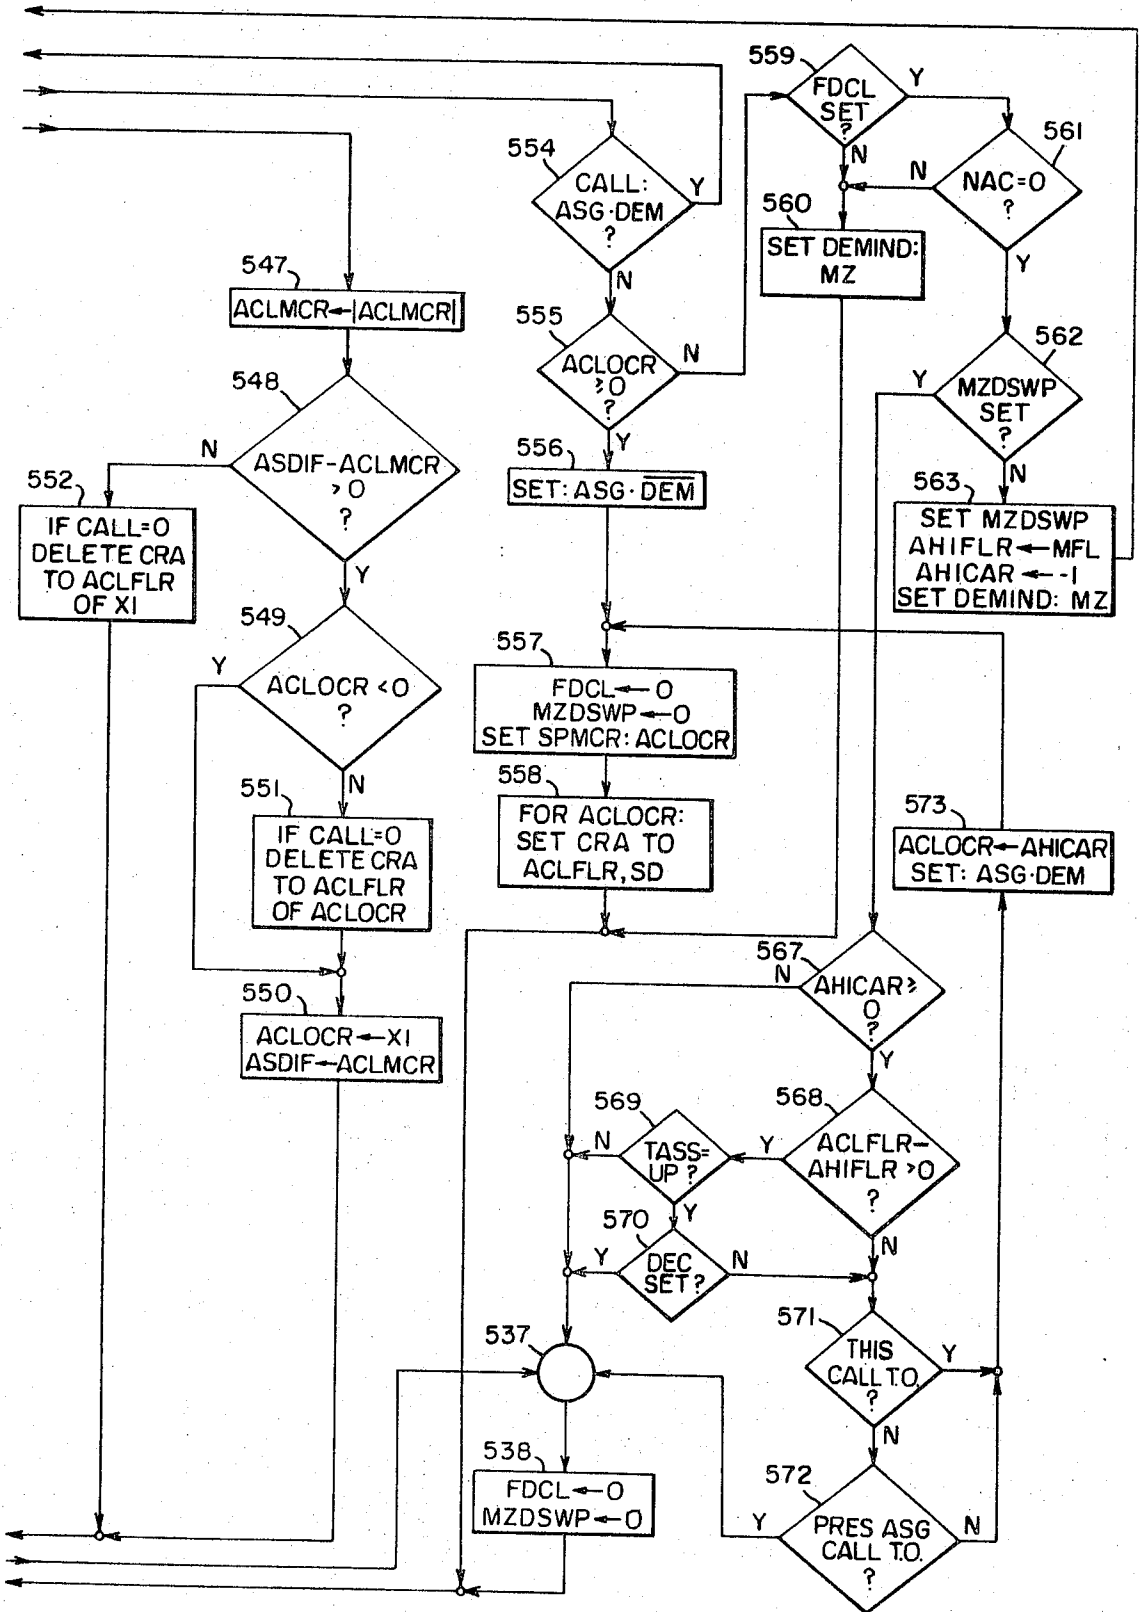 559
FDCL
SET
?
Y
N
561
NAC=0
?
N
Y
554
CALL:
ASG·DEM
?
Y
N
560
SET DEMIND:
MZ
547
ACLMCR←|ACLMCR|
555
ACLOCR
≥0
?
N
Y
562
MZDSWP
SET
?
Y
N
548
ASDIF-ACLMCR
>0
?
N
Y
556
SET: ASG·D̅E̅M̅
563
SET MZDSWP
AHIFLR←MFL
AHICAR←-1
SET DEMIND: MZ
552
IF CALL=0
DELETE CRA
TO ACLFLR
OF XI
549
ACLOCR<0
?
Y
N
557
FDCL←0
MZDSWP←0
SET SPMCR: ACLOCR
551
IF CALL=0
DELETE CRA
TO ACLFLR
OF ACLOCR
558
FOR ACLOCR:
SET CRA TO
ACLFLR, SD
573
ACLOCR←AHICAR
SET: ASG·DEM
550
ACLOCR←XI
ASDIF←ACLMCR
567
AHICAR≥
0
?
N
Y
568
ACLFLR-
AHIFLR>0
?
Y
N
569
TASS=
UP?
N
Y
570
DEC
SET?
Y
N
571
THIS
CALL T.O.
?
Y
N
537
538
FDCL←0
MZDSWP←0
572
PRES ASG
CALL T.O.
?
Y
N